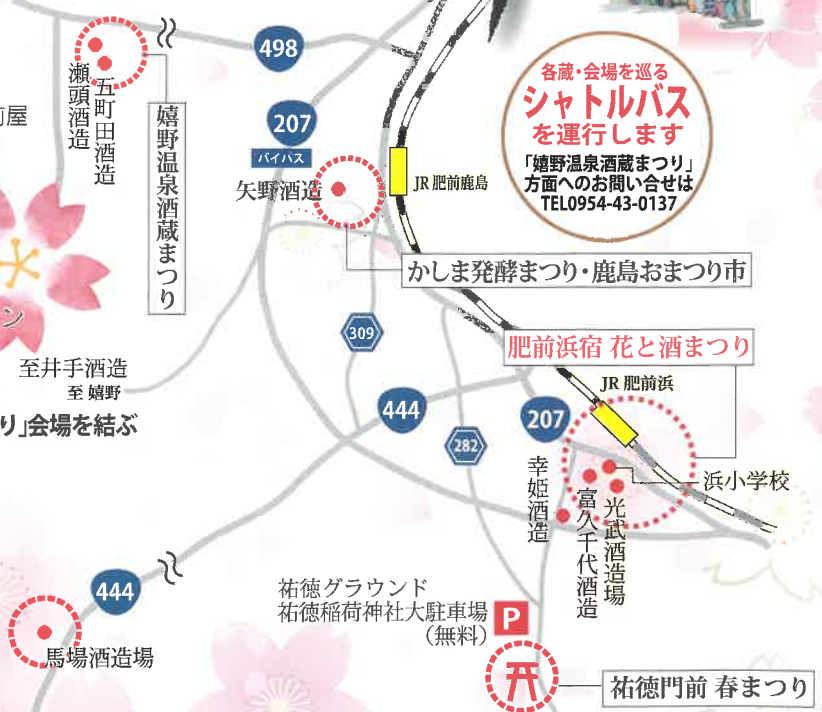 498
各蔵・会場を巡る
シャトルバス
を運行します
「嬉野温泉酒蔵まつり」
方面へのお問い合せは
TEL0954-43-0137
瀬頭酒造
五町田酒造
嬉野温泉酒蔵まつり
前屋
207
バイパス
矢野酒造
JR 肥前鹿島
かしま発酵まつり・鹿島おまつり市
ン
309
肥前浜宿 花と酒まつり
至井手酒造
至 嬉野
り」会場を結ぶ
JR 肥前浜
444
207
282
幸姫酒造
富久千代酒造
光武酒造場
浜小学校
444
馬場酒造場
祐徳グラウンド
祐徳稲荷神社大駐車場
（無料）
P
祐徳門前 春まつり